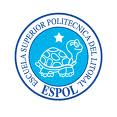 ESCUELA SUPERIOR POLITECNICA DEL LITORAL
ESPOL